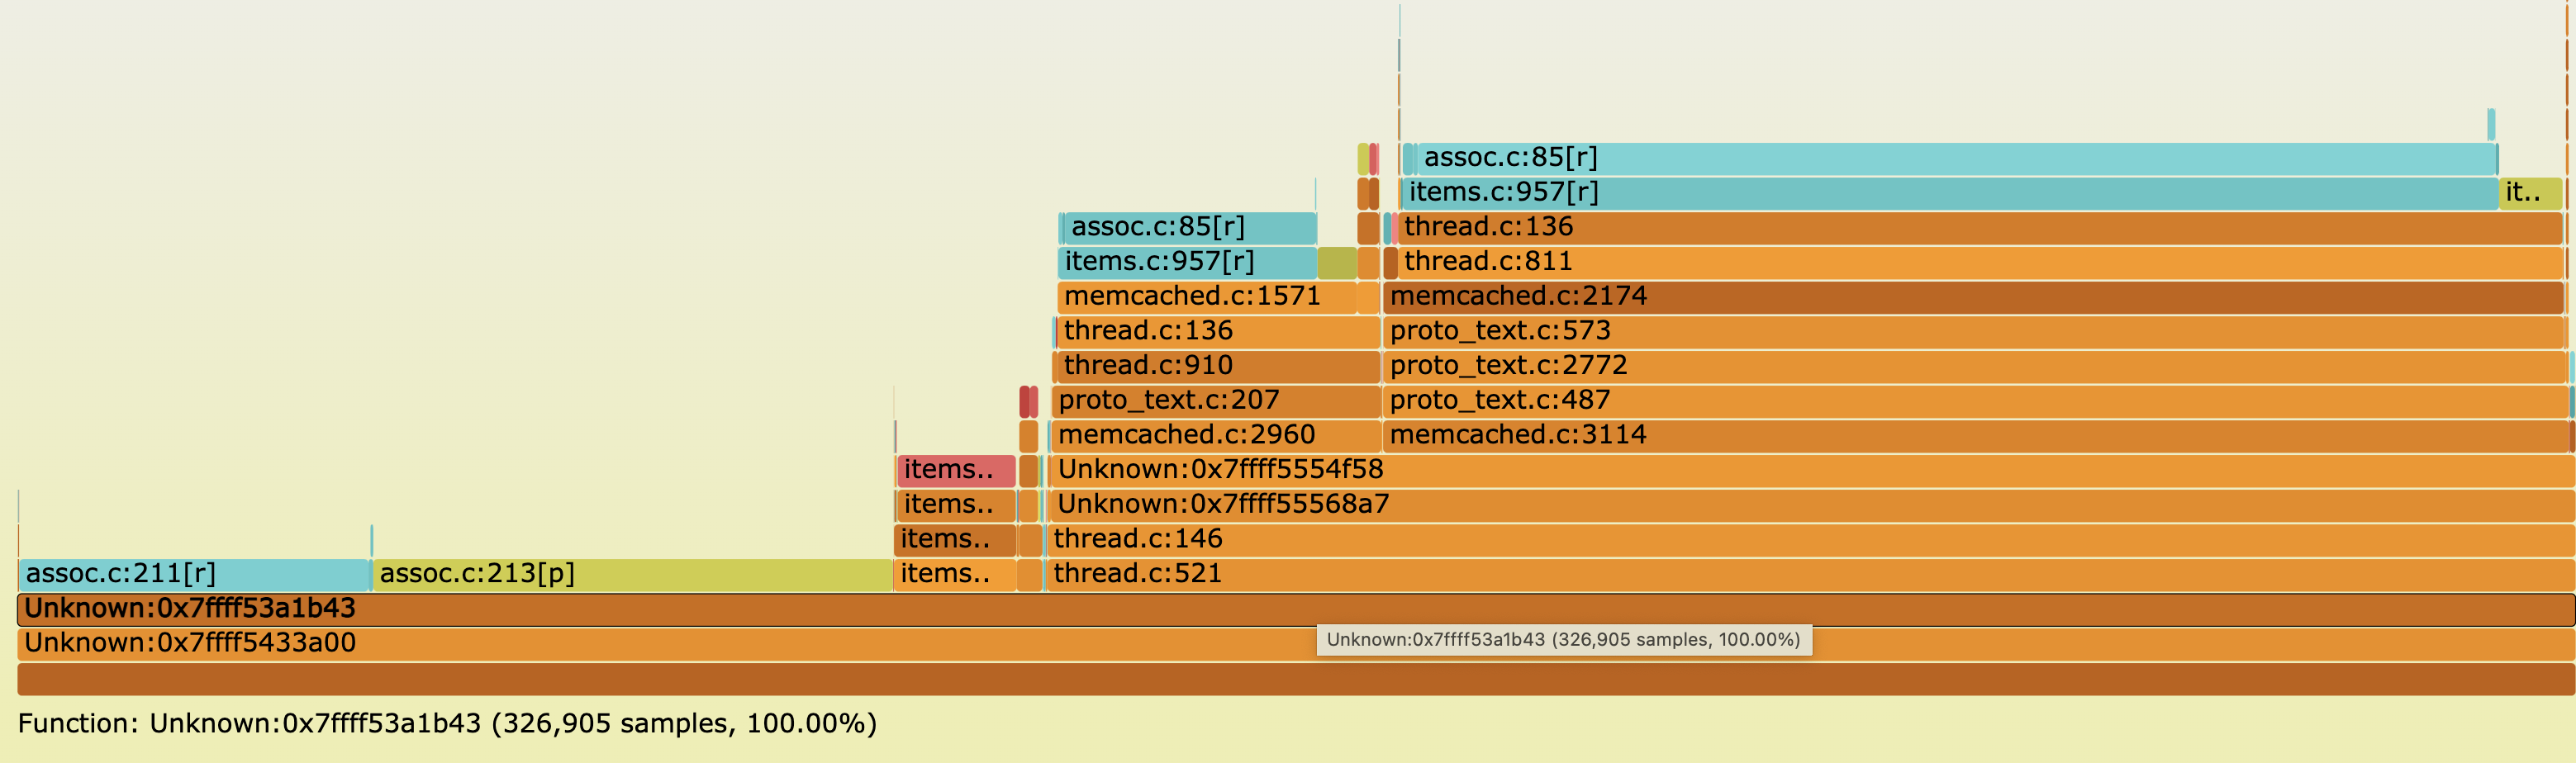 assoc.c:85[r]
items.c:957[r]
it..
assoc.c:85[r]
thread.c:136
items.c:957[r]
thread.c:811
memcached.c:1571
memcached.c:2174
thread.c:136
proto_text.c:573
thread.c:910
proto_text.c:2772
proto_text.c:207
proto_text.c:487
memcached.c:2960
memcached.c:3114
items..
Unknown:0x7ffff5554f58
items..
Unknown:0x7ffff55568a7
items..
thread.c:146
assoc.c:211[r]
assoc.c:213[p]
items..
thread.c:521
Unknown:0x7ffff53a1b43
Unknown:0x7ffff5433a00
Unknown:0x7ffff53a1b43 (326,905 samples, 100.00%)
Function: Unknown:0x7ffff53a1b43 (326,905 samples, 100.00%)